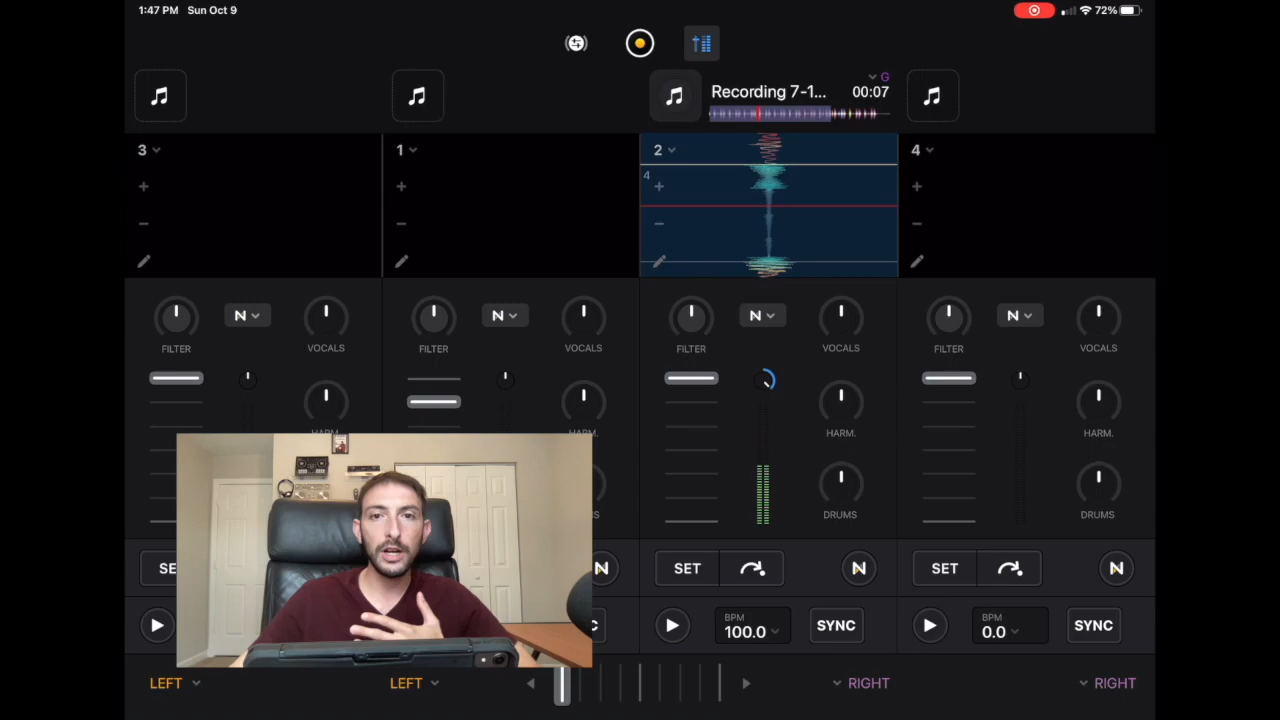 1:47 PM Sun Oct 9
72%
Recording 7-1...
G
00:07
3
1
2
4
4
N
N
N
N
FILTER
VOCALS
FILTER
VOCALS
FILTER
VOCALS
FILTER
VOCALS
HARM.
HARM.
HARM.
HARM.
DRUMS
DRUMS
SE
N
SET
N
SET
N
BPM
100.0
SYNC
BPM
0.0
SYNC
LEFT
LEFT
RIGHT
RIGHT